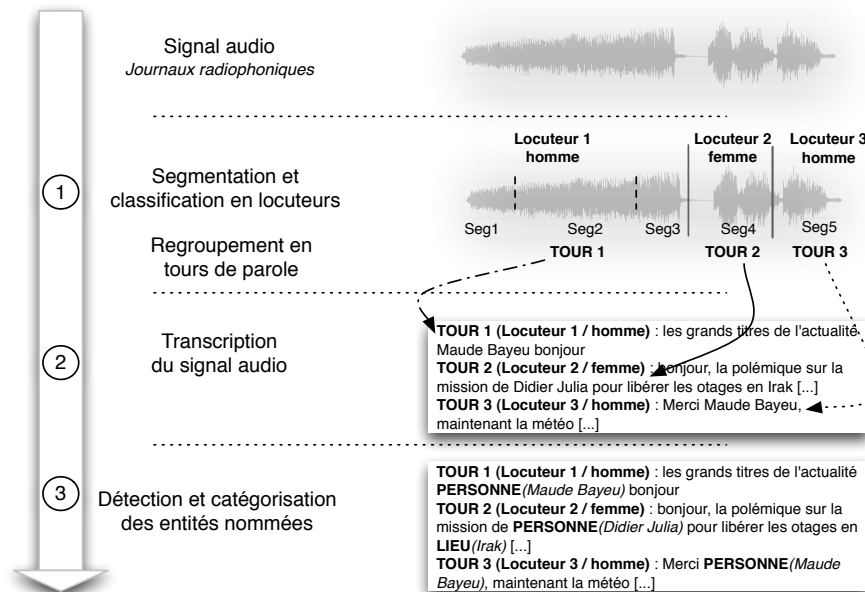 Signal audio
Journaux radiophoniques
Locuteur 1
homme
Locuteur 2
femme
Locuteur 3
homme
1
Segmentation et
classification en locuteurs
Seg1
Seg2
Seg3
Seg4
Seg5
Regroupement en
tours de parole
TOUR 1
TOUR 2
TOUR 3
2
Transcription
du signal audio
TOUR 1 (Locuteur 1 / homme) : les grands titres de l'actualité
Maude Bayeu bonjour
TOUR 2 (Locuteur 2 / femme) : bonjour, la polémique sur la
mission de Didier Julia pour libérer les otages en Irak [...]
TOUR 3 (Locuteur 3 / homme) : Merci Maude Bayeu,
maintenant la météo [...]
3
Détection et catégorisation
des entités nommées
TOUR 1 (Locuteur 1 / homme) : les grands titres de l'actualité
PERSONNE(Maude Bayeu) bonjour
TOUR 2 (Locuteur 2 / femme) : bonjour, la polémique sur la
mission de PERSONNE(Didier Julia) pour libérer les otages en
LIEU(Irak) [...]
TOUR 3 (Locuteur 3 / homme) : Merci PERSONNE(Maude
Bayeu), maintenant la météo [...]